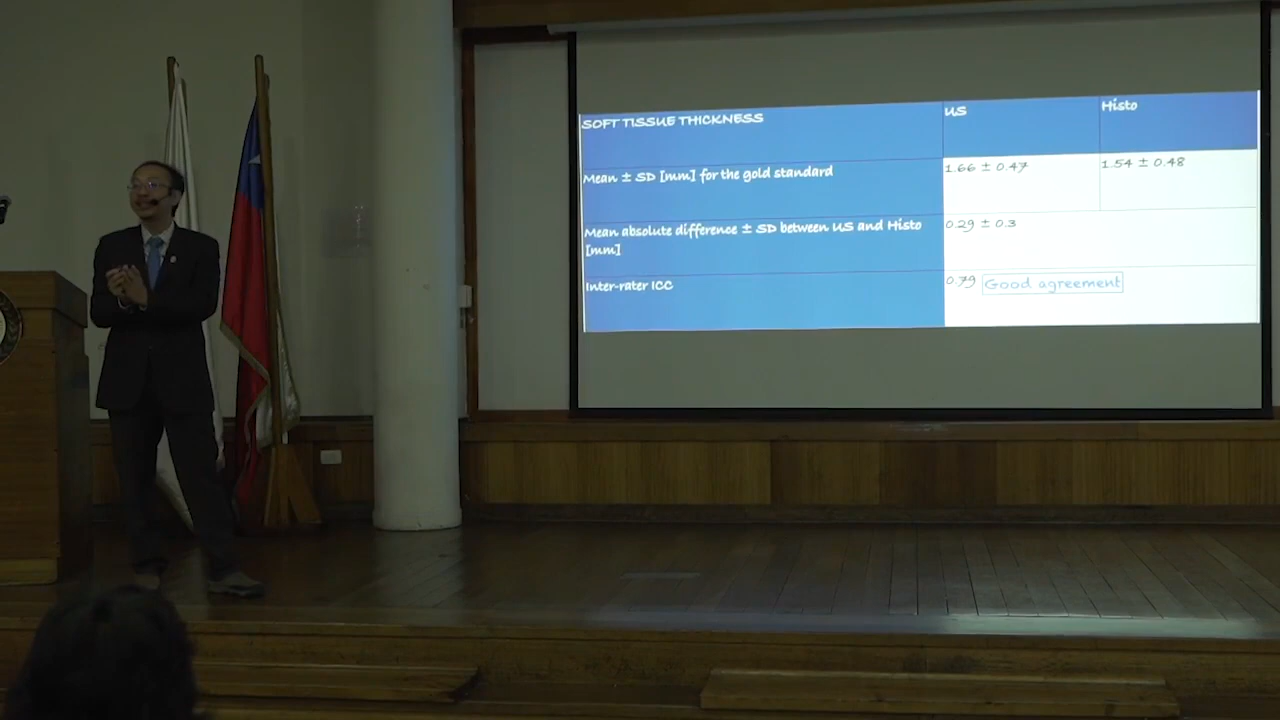 SOFT TISSUE THICKNESS US Histo
Mean ± SD [mm] for the gold standard 1.66 ± 0.47 1.54 ± 0.48
Mean absolute difference ± SD between US and Histo 0.29 ± 0.3
[mm]
Inter-rater ICC 0.79 Good agreement